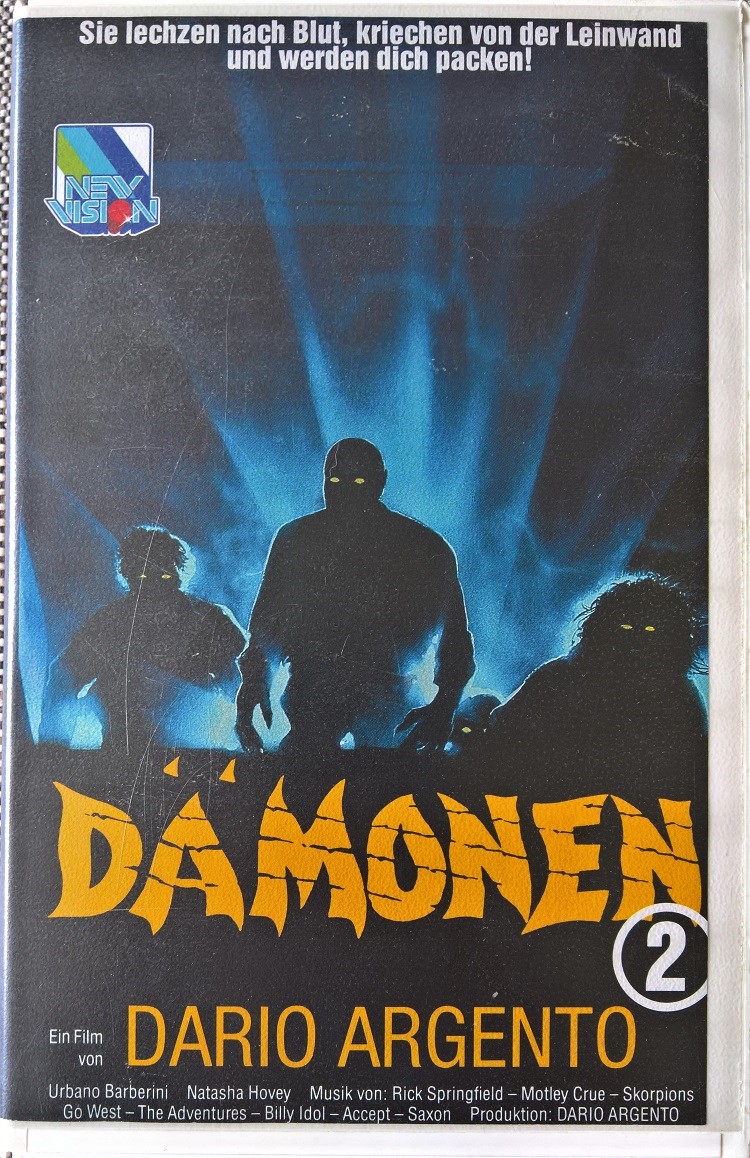 Sie lechzen nach Blut, kriechen von der Leinwand
und werden dich packen!
NEW
VISION
DÄMONEN
2
Ein Film
von
DARIO ARGENTO
Urbano Barberini Natasha Hovey Musik von: Rick Springfield – Motley Crue – Skorpions
Go West – The Adventures – Billy Idol – Accept – Saxon Produktion: DARIO ARGENTO